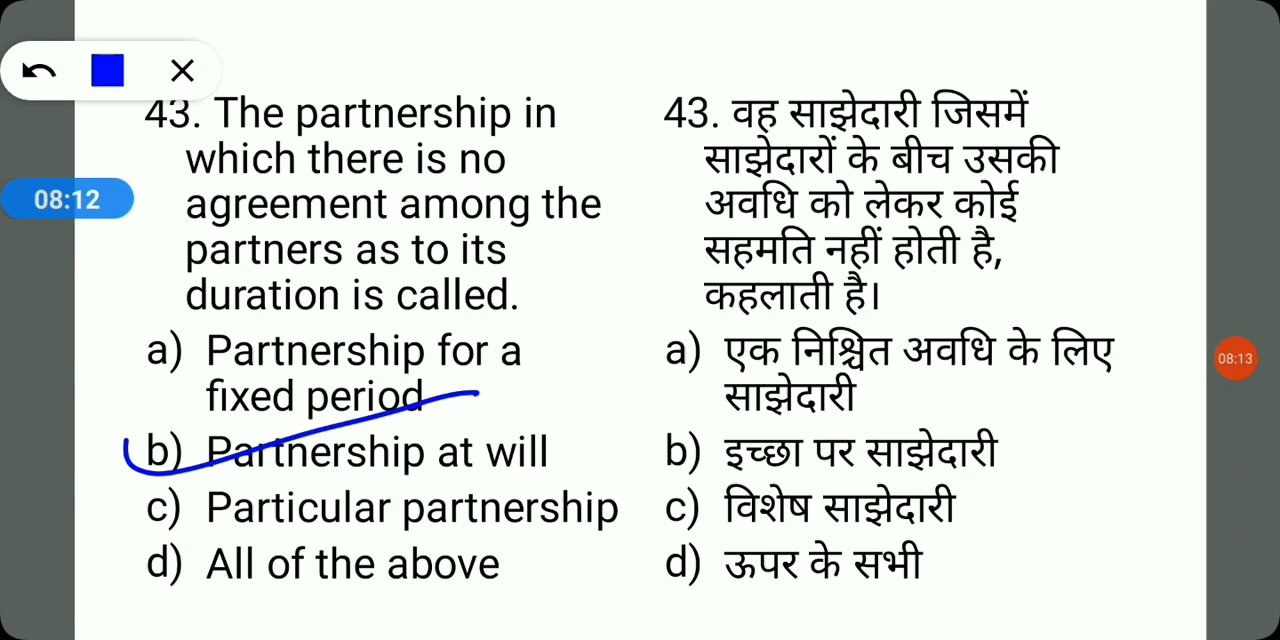 43. The partnership in
which there is no
agreement among the
partners as to its
duration is called.
a) Partnership for a
fixed period
b) Partnership at will
c) Particular partnership
d) All of the above
43. वह साझेदारी जिसमें
साझेदारों के बीच उसकी
अवधि को लेकर कोई
सहमति नहीं होती है,
कहलाती है।
a) एक निश्चित अवधि के लिए
साझेदारी
b) इच्छा पर साझेदारी
c) विशेष साझेदारी
d) ऊपर के सभी
08:12
08:13